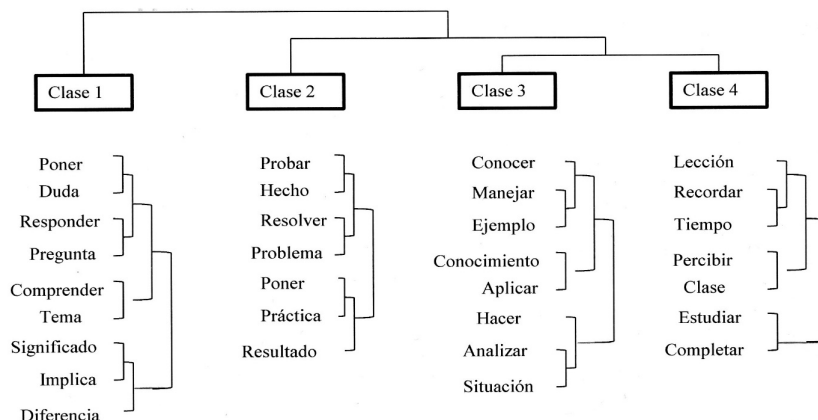 Clase 1
Clase 2
Clase 3
Clase 4
Poner
Duda
Responder
Pregunta
Comprender
Tema
Significado
Implica
Diferencia
Probar
Hecho
Resolver
Problema
Poner
Práctica
Resultado
Conocer
Manejar
Ejemplo
Conocimiento
Aplicar
Hacer
Analizar
Situación
Lección
Recordar
Tiempo
Percibir
Clase
Estudiar
Completar